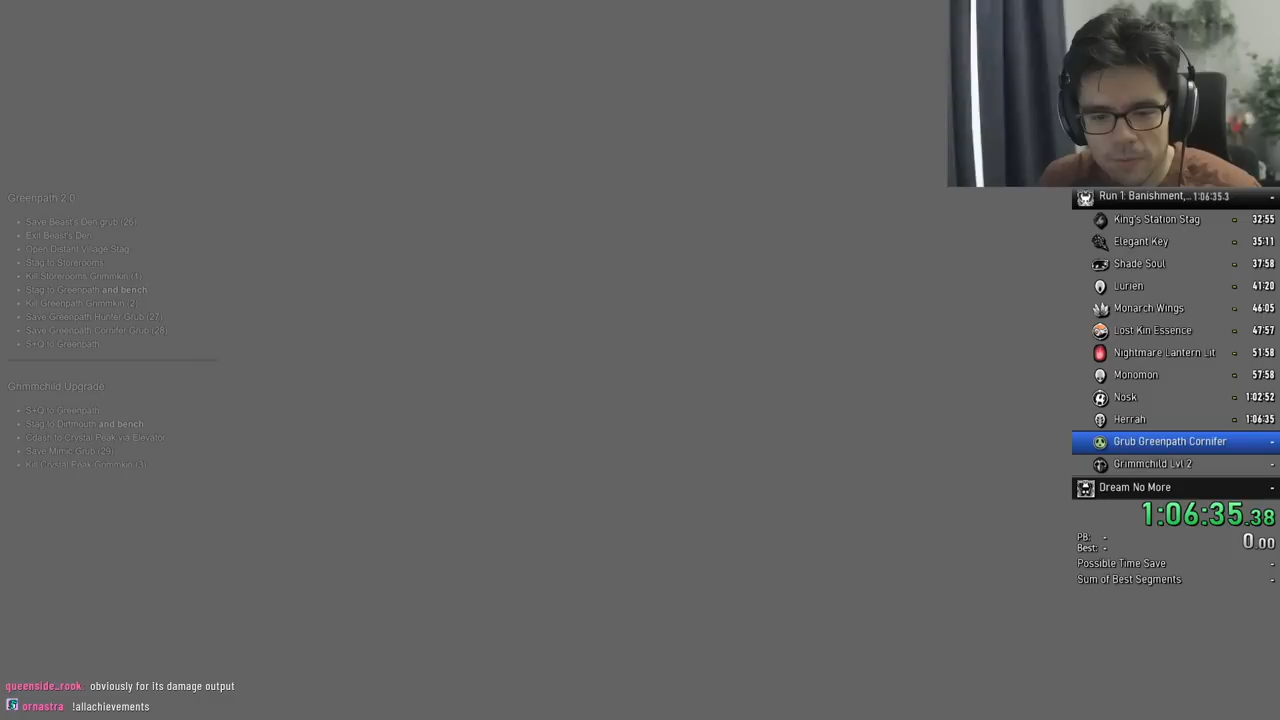 Greenpath 2.0
• Save Beast's Den grub (26)
• Exit Beast's Den
• Open Distant Village Stag
• Stag to Storerooms
• Kill Storerooms Grimmkin (1)
• Stag to Greenpath and bench
• Kill Greenpath Grimmkin (2)
• Save Greenpath Hunter Grub (27)
• Save Greenpath Cornifer Grub (28)
• S+Q to Greenpath
Grimmchild Upgrade
• S+Q to Greenpath
• Stag to Dirtmouth and bench
• Cdash to Crystal Peak via Elevator
• Save Mimic Grub (29)
• Kill Crystal Peak Grimmkin (3)
queenside_rook obviously for its damage output
ornastra !allachievements
Run 1: Banishment,... 1:06:35.3 -
King's Station Stag - 32:55
Elegant Key - 35:11
Shade Soul - 37:58
Lurien - 41:20
Monarch Wings - 46:05
Lost Kin Essence - 47:57
Nightmare Lantern Lit - 51:58
Monomon - 57:58
Nosk - 1:02:52
Herrah - 1:06:35
Grub Greenpath Cornifer -
Grimmchild Lvl 2 -
Dream No More -
1:06:35.38
PB: -
Best: -
0.00
Possible Time Save -
Sum of Best Segments -